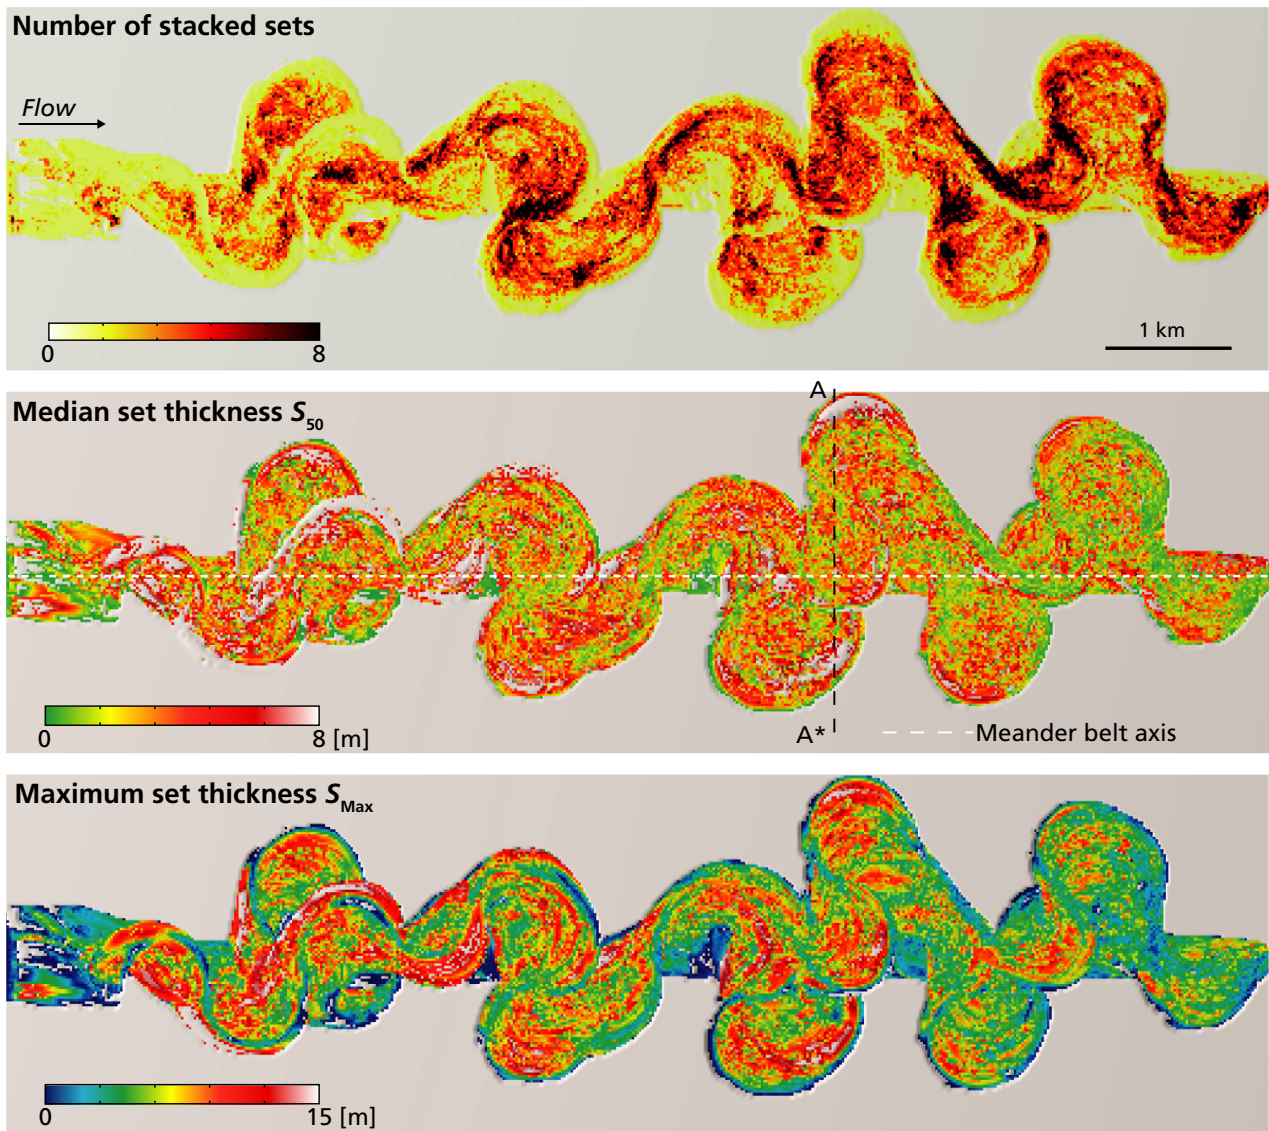 Number of stacked sets
Flow
0 8
1 km
Median set thickness S50
A
0 8 [m]
A*
Meander belt axis
Maximum set thickness SMax
0 15 [m]